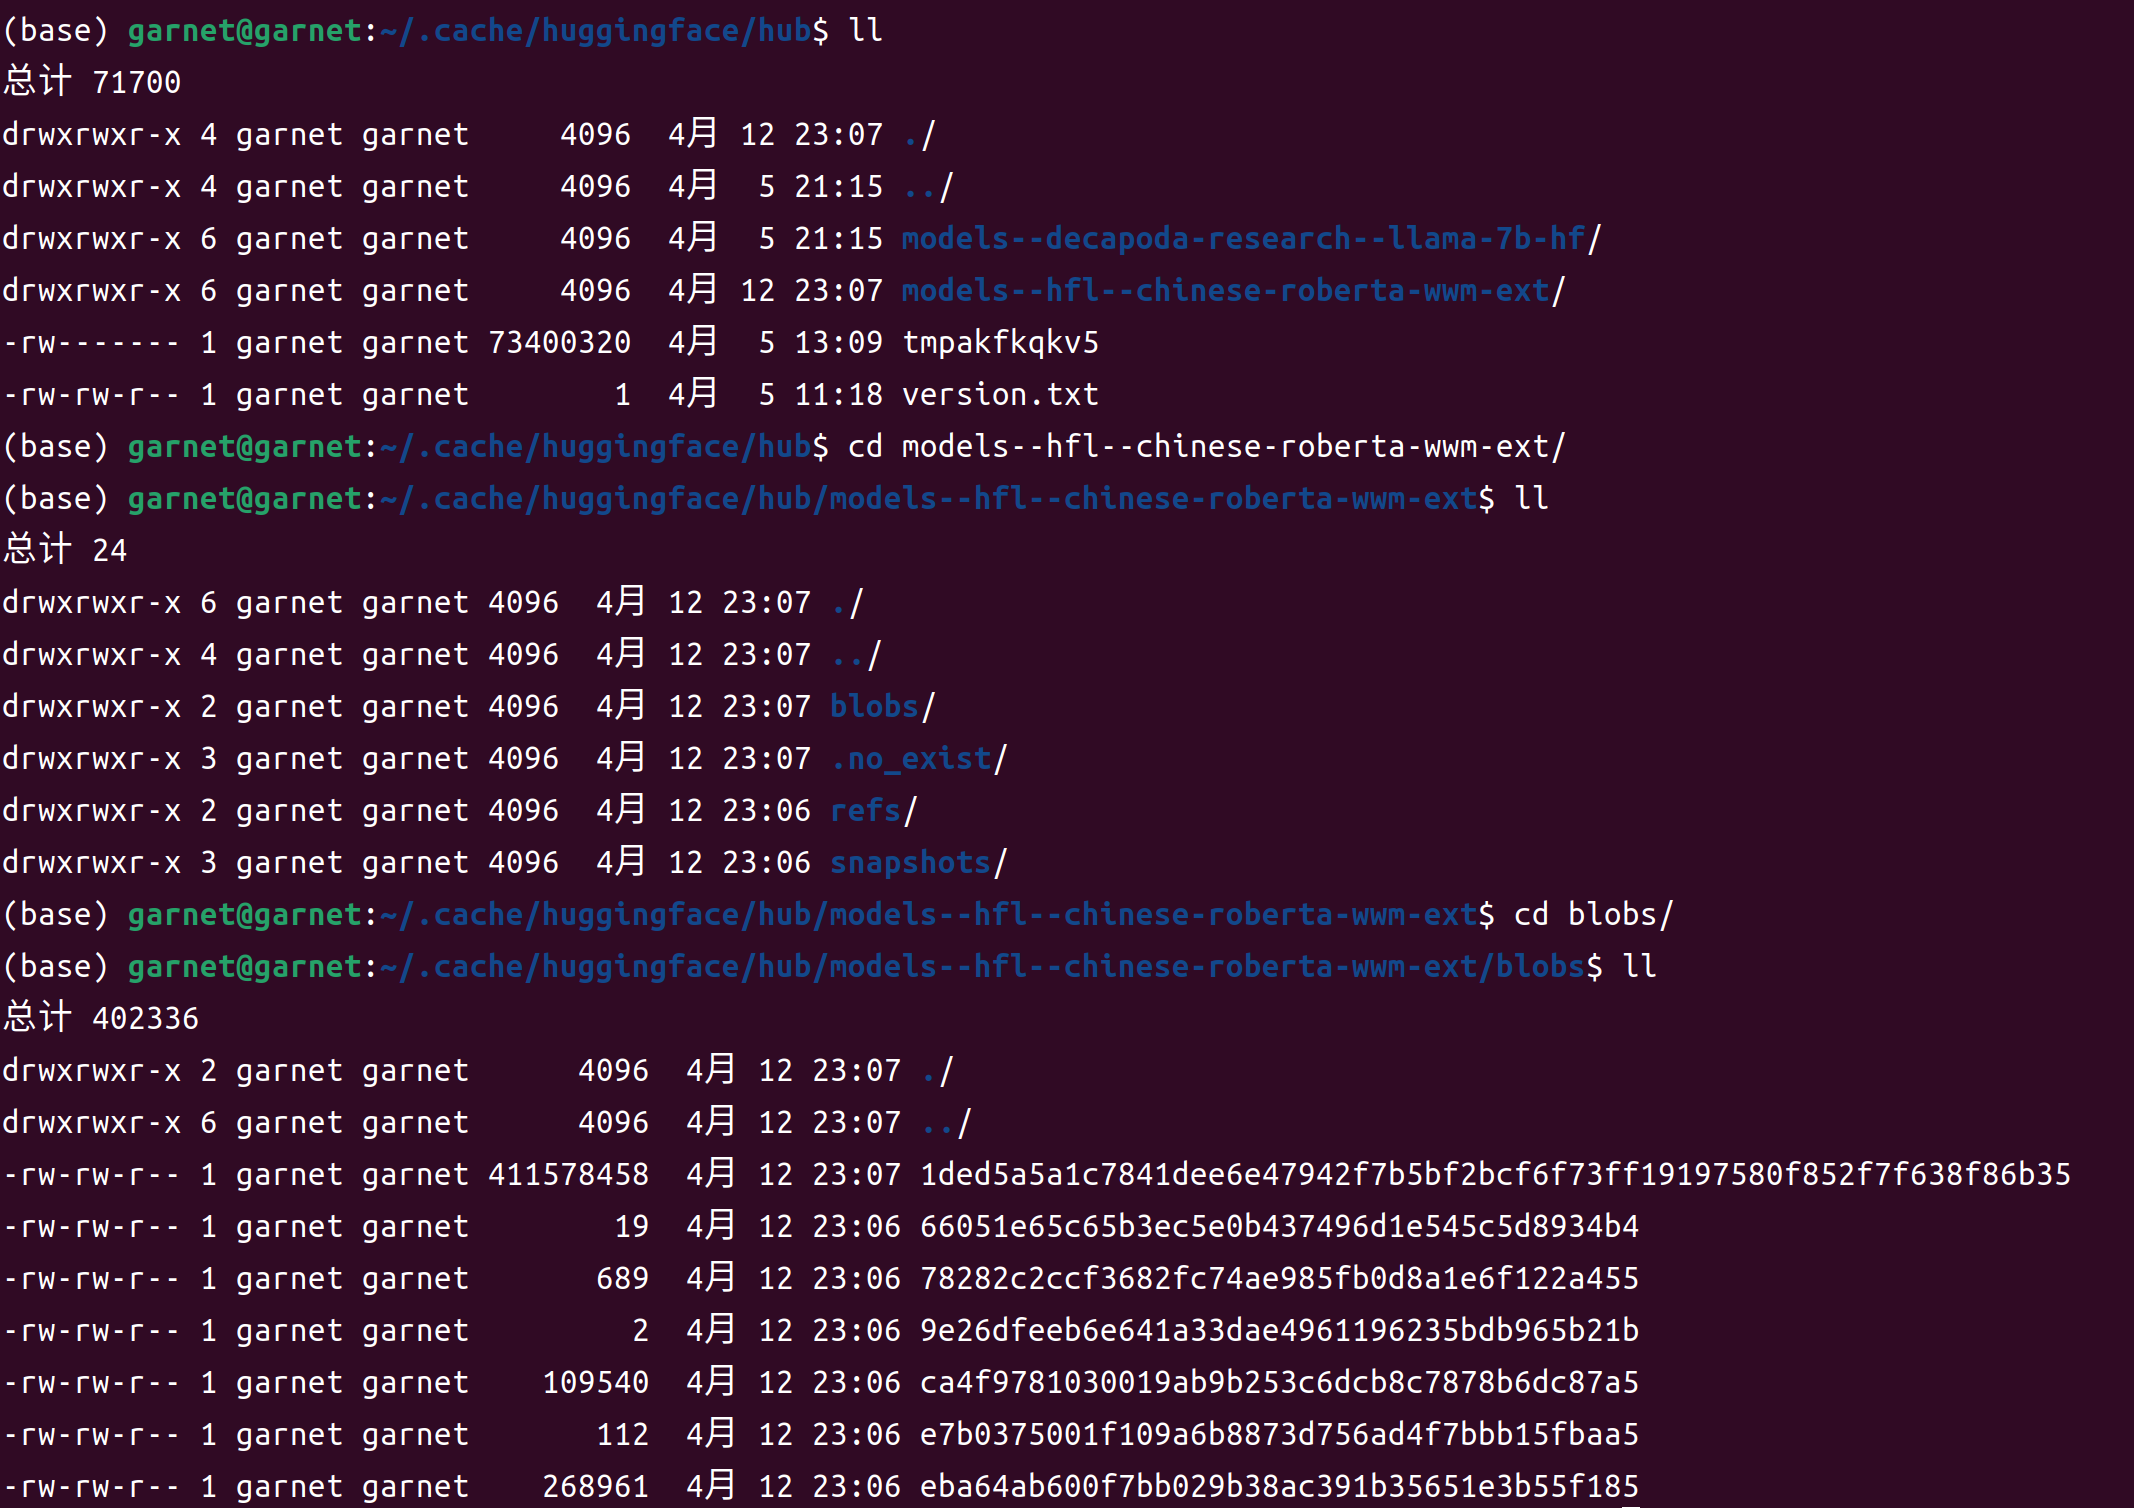 (base) garnet@garnet:~/.cache/huggingface/hub$ ll
总计 71700
drwxrwxr-x 4 garnet garnet     4096  4月 12 23:07 ./
drwxrwxr-x 4 garnet garnet     4096  4月  5 21:15 ../
drwxrwxr-x 6 garnet garnet     4096  4月  5 21:15 models--decapoda-research--llama-7b-hf/
drwxrwxr-x 6 garnet garnet     4096  4月 12 23:07 models--hfl--chinese-roberta-wwm-ext/
-rw------- 1 garnet garnet 73400320  4月  5 13:09 tmpakfkqkv5
-rw-rw-r-- 1 garnet garnet        1  4月  5 11:18 version.txt
(base) garnet@garnet:~/.cache/huggingface/hub$ cd models--hfl--chinese-roberta-wwm-ext/
(base) garnet@garnet:~/.cache/huggingface/hub/models--hfl--chinese-roberta-wwm-ext$ ll
总计 24
drwxrwxr-x 6 garnet garnet 4096  4月 12 23:07 ./
drwxrwxr-x 4 garnet garnet 4096  4月 12 23:07 ../
drwxrwxr-x 2 garnet garnet 4096  4月 12 23:07 blobs/
drwxrwxr-x 3 garnet garnet 4096  4月 12 23:07 .no_exist/
drwxrwxr-x 2 garnet garnet 4096  4月 12 23:06 refs/
drwxrwxr-x 3 garnet garnet 4096  4月 12 23:06 snapshots/
(base) garnet@garnet:~/.cache/huggingface/hub/models--hfl--chinese-roberta-wwm-ext$ cd blobs/
(base) garnet@garnet:~/.cache/huggingface/hub/models--hfl--chinese-roberta-wwm-ext/blobs$ ll
总计 402336
drwxrwxr-x 2 garnet garnet      4096  4月 12 23:07 ./
drwxrwxr-x 6 garnet garnet      4096  4月 12 23:07 ../
-rw-rw-r-- 1 garnet garnet 411578458  4月 12 23:07 1ded5a5a1c7841dee6e47942f7b5bf2bcf6f73ff19197580f852f7f638f86b35
-rw-rw-r-- 1 garnet garnet        19  4月 12 23:06 66051e65c65b3ec5e0b437496d1e545c5d8934b4
-rw-rw-r-- 1 garnet garnet       689  4月 12 23:06 78282c2ccf3682fc74ae985fb0d8a1e6f122a455
-rw-rw-r-- 1 garnet garnet         2  4月 12 23:06 9e26dfeeb6e641a33dae4961196235bdb965b21b
-rw-rw-r-- 1 garnet garnet    109540  4月 12 23:06 ca4f9781030019ab9b253c6dcb8c7878b6dc87a5
-rw-rw-r-- 1 garnet garnet       112  4月 12 23:06 e7b0375001f109a6b8873d756ad4f7bbb15fbaa5
-rw-rw-r-- 1 garnet garnet    268961  4月 12 23:06 eba64ab600f7bb029b38ac391b35651e3b55f185